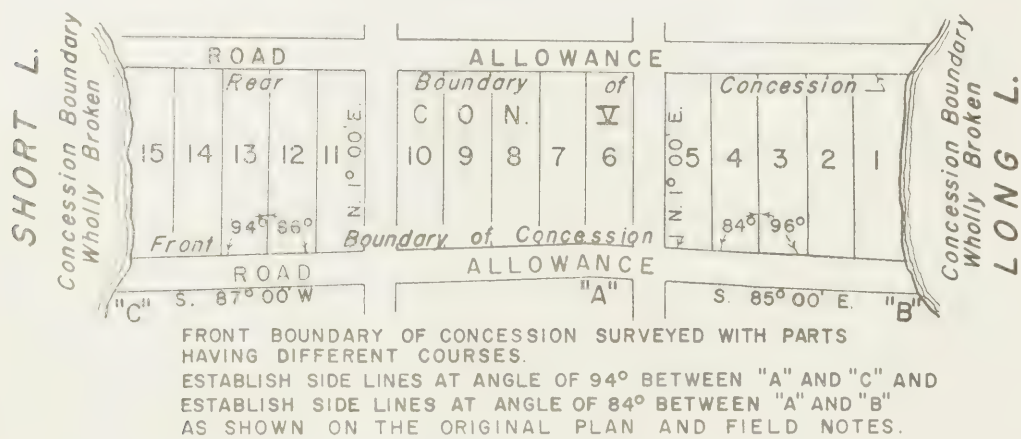 SHORT L.
Concession Boundary
Wholly Broken
ROAD ALLOWANCE
Rear Boundary of Concession
C O N. V
15 14 13 12 11 10 9 8 7 6 5 4 3 2 1
N. 1° 00' E.
N. 1° 00' E.
94° 86°
84° 96°
Front Boundary of Concession
ROAD ALLOWANCE
"C" S. 87° 00' W "A" S. 85° 00' E. "B"
Concession Boundary
Wholly Broken
LONG L.
FRONT BOUNDARY OF CONCESSION SURVEYED WITH PARTS
HAVING DIFFERENT COURSES.
ESTABLISH SIDE LINES AT ANGLE OF 94° BETWEEN "A" AND "C" AND
ESTABLISH SIDE LINES AT ANGLE OF 84° BETWEEN "A" AND "B"
AS SHOWN ON THE ORIGINAL PLAN AND FIELD NOTES.